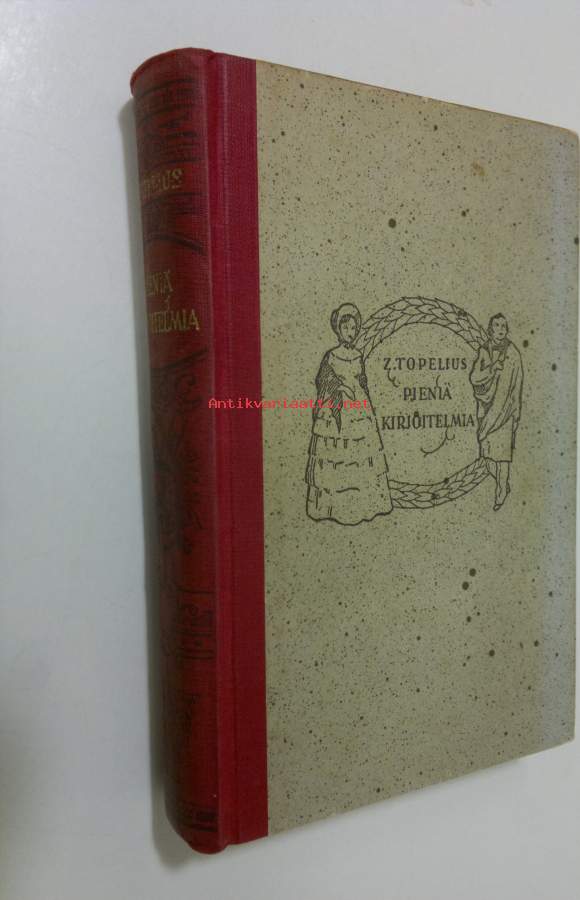 Z.TOPELIUS
PIENIÄ
KIRJOITELMIA
Antikvariaatti.net